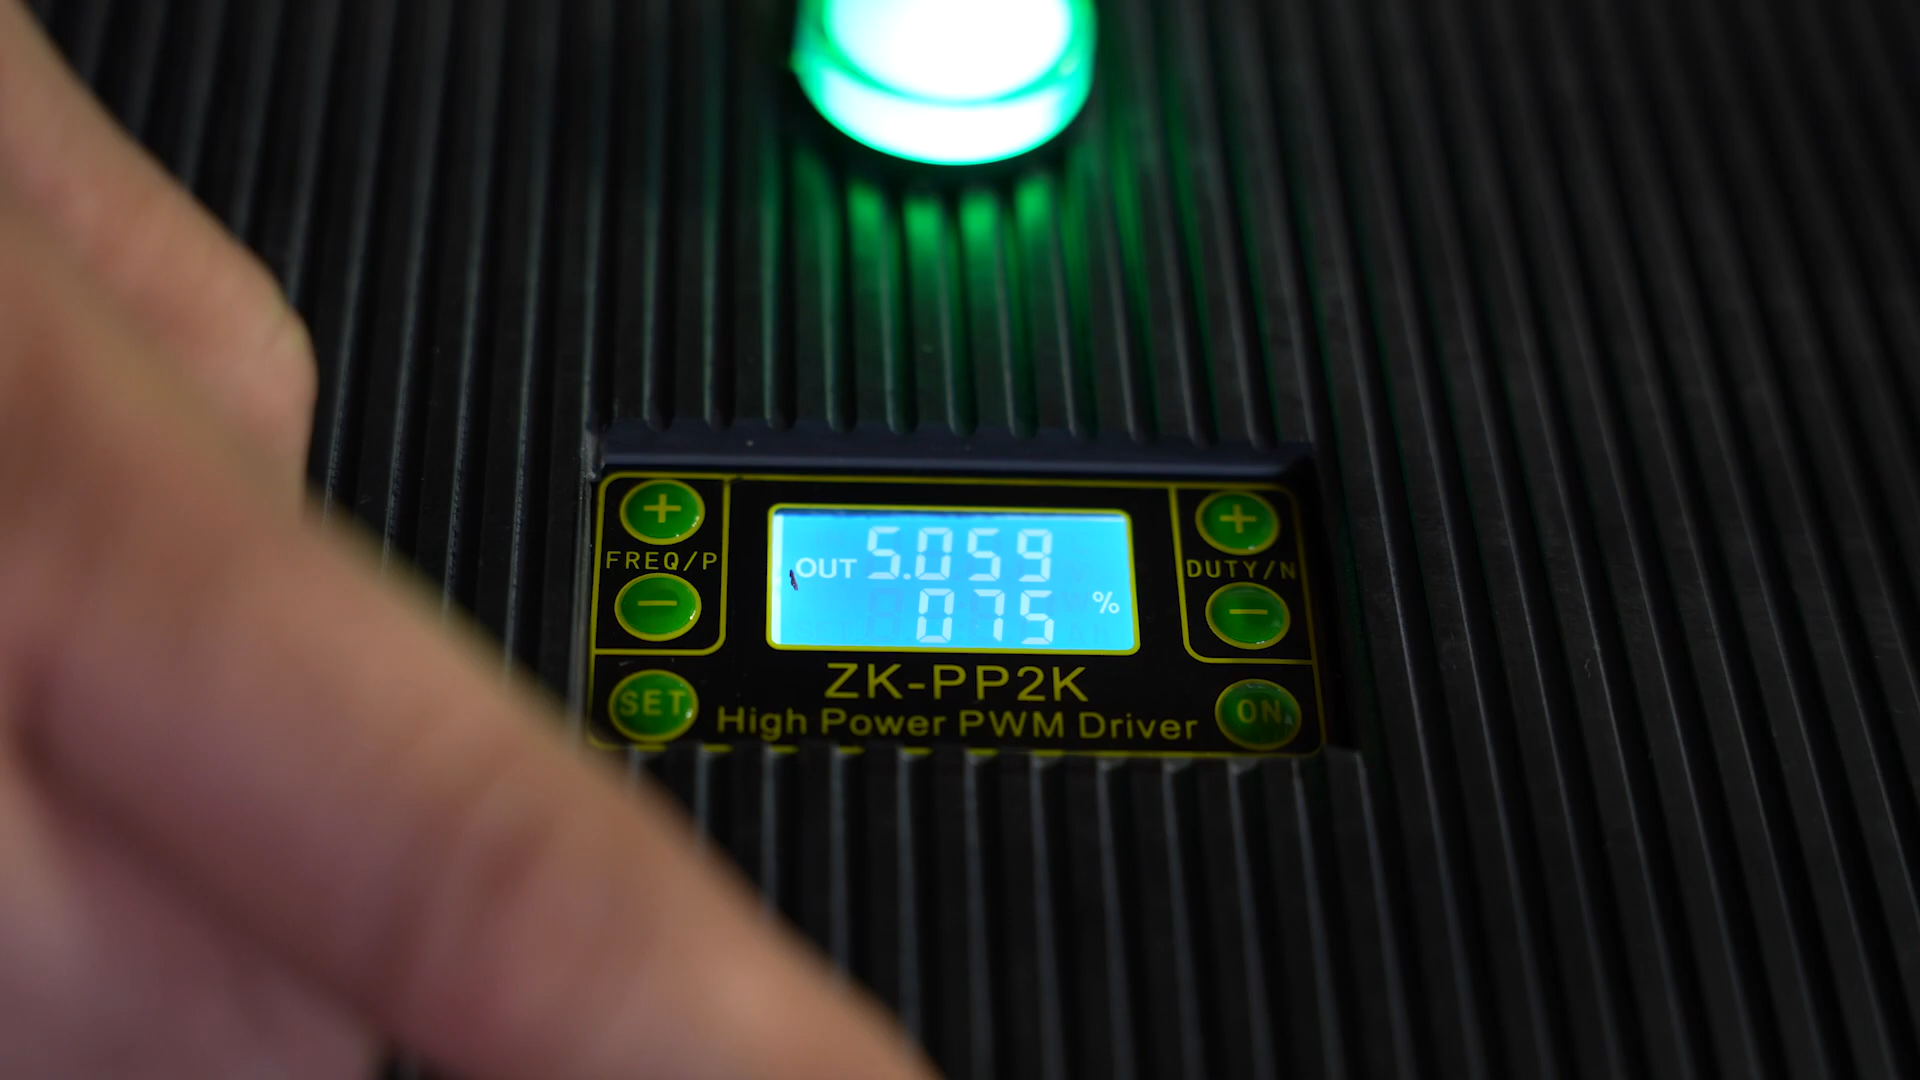 +
FREQ/P
−
SET
OUT 5.059
075 %
ZK-PP2K
High Power PWM Driver
+
DUTY/N
−
ON